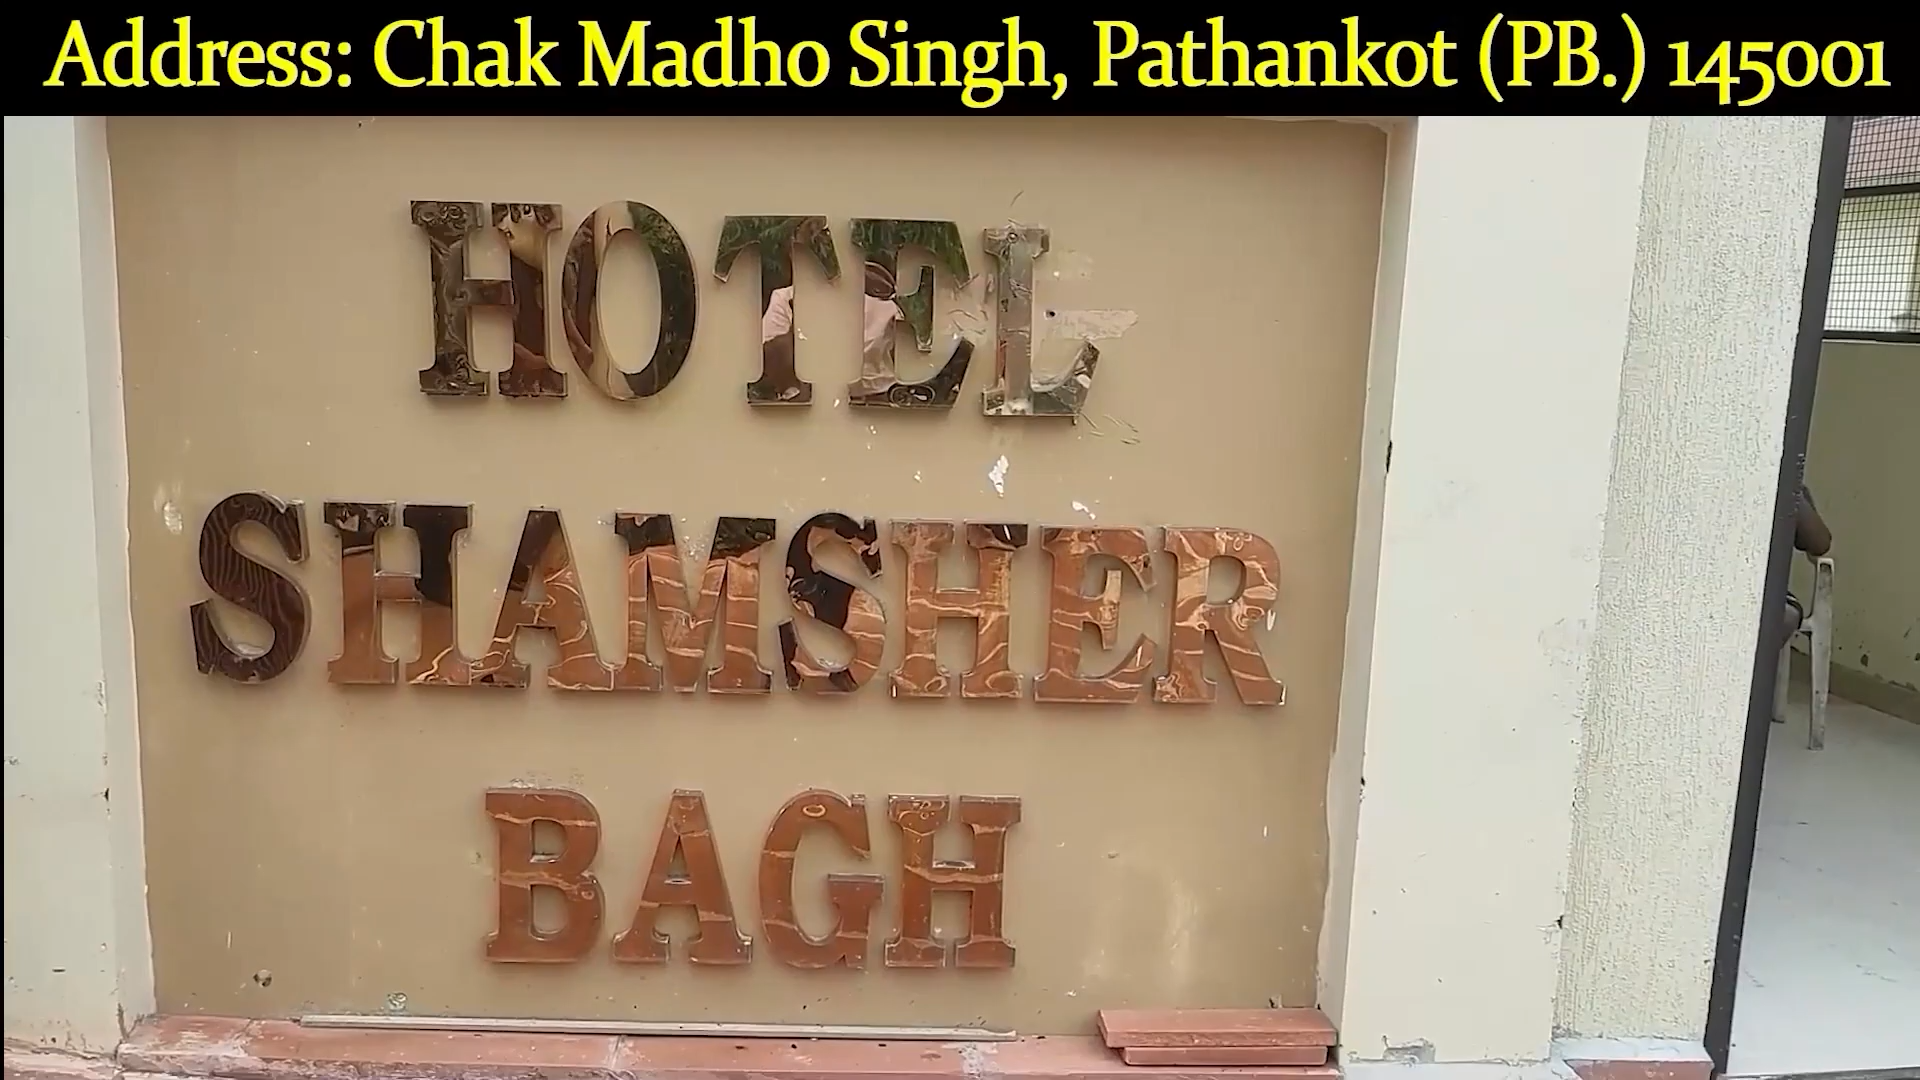 Address: Chak Madho Singh, Pathankot (PB.) 145001
HOTEL
SHAMSHER
BAGH